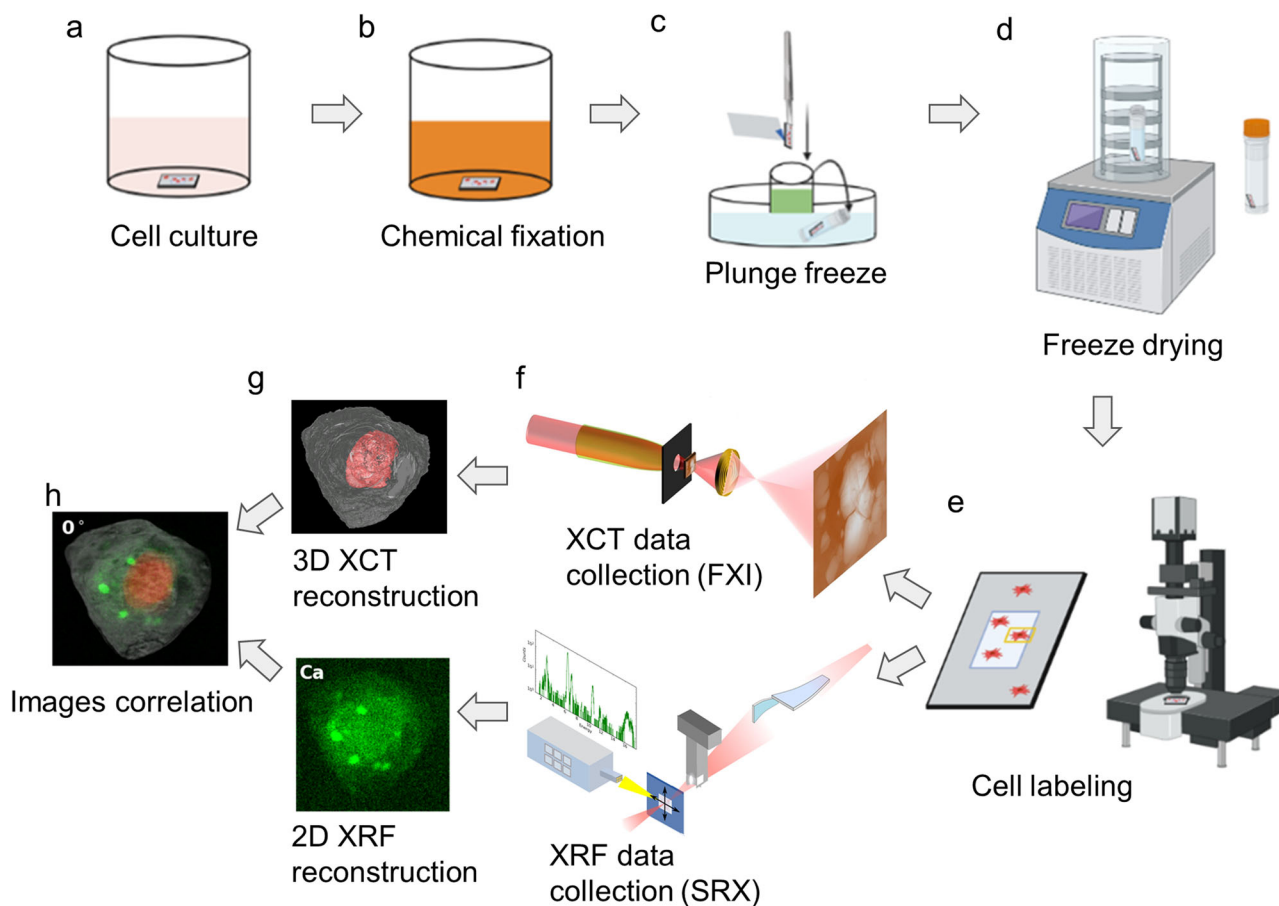 a
b
c
d
Cell culture
Chemical fixation
Plunge freeze
Freeze drying
g
f
h
e
0°
3D XCT
reconstruction
XCT data
collection (FXI)
Ca
Images correlation
2D XRF
reconstruction
Counts
XRF data
collection (SRX)
Cell labeling